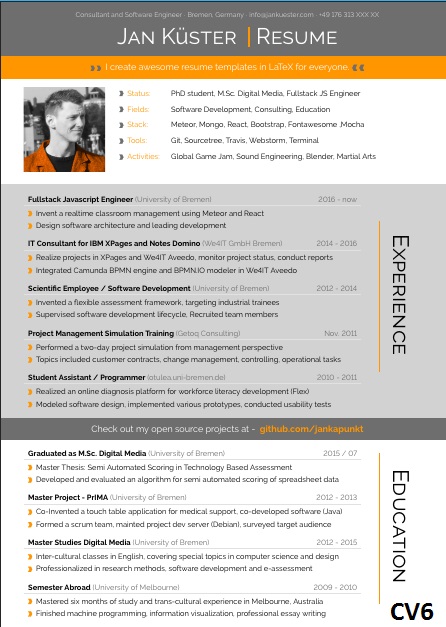 Consultant and Software Engineer · Bremen, Germany · info@jankuester.com · +49 176 313 XXX XX
JAN KÜSTER | RESUME
I create awesome resume templates in LaTeX for everyone
Status: PhD student, M.Sc. Digital Media, Fullstack JS Engineer
Fields: Software Development, Consulting, Education
Stack: Meteor, Mongo, React, Bootstrap, Fontawesome ,Mocha
Tools: Git, Sourcetree, Travis, Webstorm, Terminal
Activities: Global Game Jam, Sound Engineering, Blender, Martial Arts
EXPERIENCE
Fullstack Javascript Engineer (University of Bremen) 2016 - now
Invent a realtime classroom management using Meteor and React
Design software architecture and leading development
IT Consultant for IBM XPages and Notes Domino (We4IT GmbH Bremen) 2014 - 2016
Realize projects in XPages and We4IT Aveedo, monitor project status, conduct reports
Integrated Camunda BPMN engine and BPMN.IO modeler in We4IT Aveedo
Scientific Employee / Software Development (University of Bremen) 2012 - 2014
Invented a flexible assessment framework, targeting industrial trainees
Supervised software development lifecycle, Recruited team members
Project Management Simulation Training (Getoq Consulting) Nov. 2011
Performed a two-day project simulation from management perspective
Topics included customer contracts, change management, controlling, operational tasks
Student Assistant / Programmer (otulea.uni-bremen.de) 2010 - 2011
Realized an online diagnosis platform for workforce literacy development (Flex)
Modeled software design, implemented various prototypes, conducted usability tests
Check out my open source projects at - github.com/jankapunkt
EDUCATION
Graduated as M.Sc. Digital Media (University of Bremen) 2015 / 07
Master Thesis: Semi Automated Scoring in Technology Based Assessment
Developed and evaluated an algorithm for semi automated scoring of spreadsheet data
Master Project - PrIMA (University of Bremen) 2012 - 2013
Co-Invented a touch table application for medical support, co-developed software (Java)
Formed a scrum team, mainted project dev server (Debian), surveyed target audience
Master Studies Digital Media (University of Bremen) 2012 - 2015
Inter-cultural classes in English, covering special topics in computer science and design
Professionalized in research methods, software development and e-assessment
Semester Abroad (University of Melbourne) 2009 - 2010
Mastered six months of study and trans-cultural experience in Melbourne, Australia
Finished machine programming, information visualization, professional essay writing
CV6